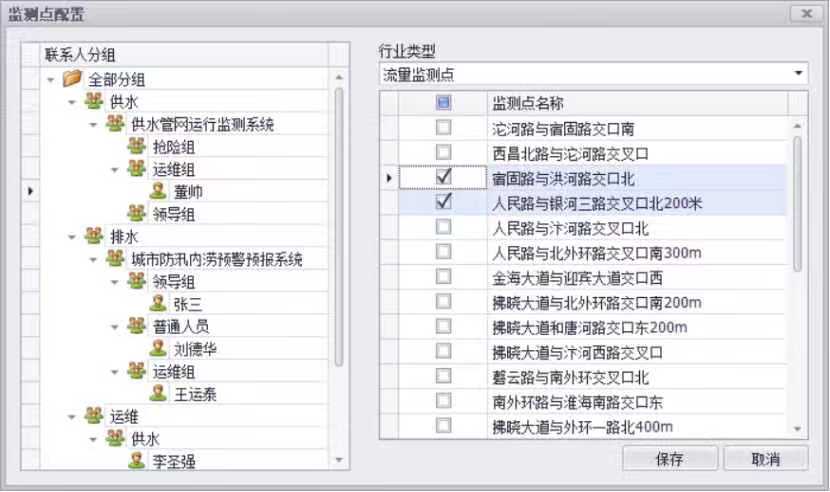 监测点配置
联系人分组
全部分组
供水
供水管网运行监测系统
抢险组
运维组
董帅
领导组
排水
城市防汛内涝预警预报系统
领导组
张三
普通人员
刘德华
运维组
王运泰
运维
供水
李圣强
行业类型
流量监测点
监测点名称
沱河路与宿固路交口南
西昌北路与沱河路交叉口
宿固路与洪河路交口北
人民路与银河三路交叉口北200米
人民路与汴河路交叉口北
人民路与北外环路交叉口南300m
金海大道与迎宾大道交口西
拂晓大道与北外环路交口南200m
拂晓大道和唐河路交口东200m
拂晓大道与汴河西路交叉口
磬云路与南外环交叉口北
南外环路与淮海南路交口东
拂晓大道与外环一路北400m
保存
取消